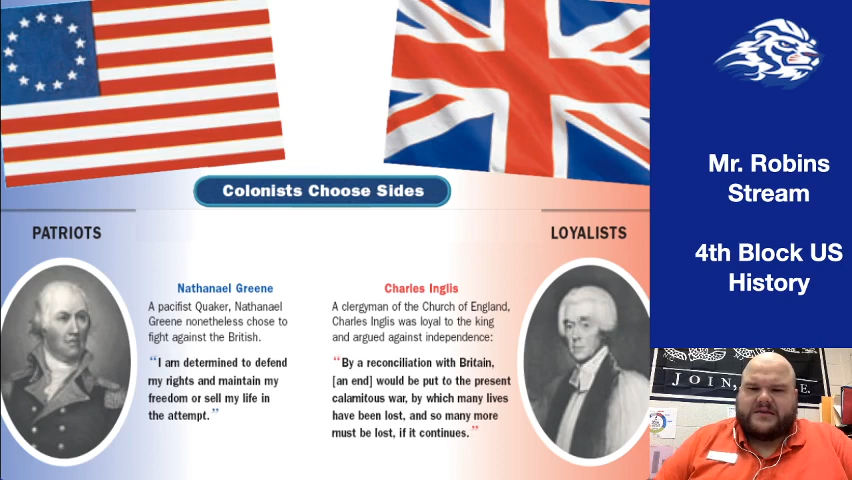 Colonists Choose Sides
PATRIOTS
Nathanael Greene
A pacifist Quaker, Nathanael
Greene nonetheless chose to
fight against the British.
“I am determined to defend
my rights and maintain my
freedom or sell my life in
the attempt.”
LOYALISTS
Charles Inglis
A clergyman of the Church of England,
Charles Inglis was loyal to the king
and argued against independence:
“By a reconciliation with Britain,
[an end] would be put to the present
calamitous war, by which many lives
have been lost, and so many more
must be lost, if it continues.”
Mr. Robins
Stream
4th Block US
History
JOIN,